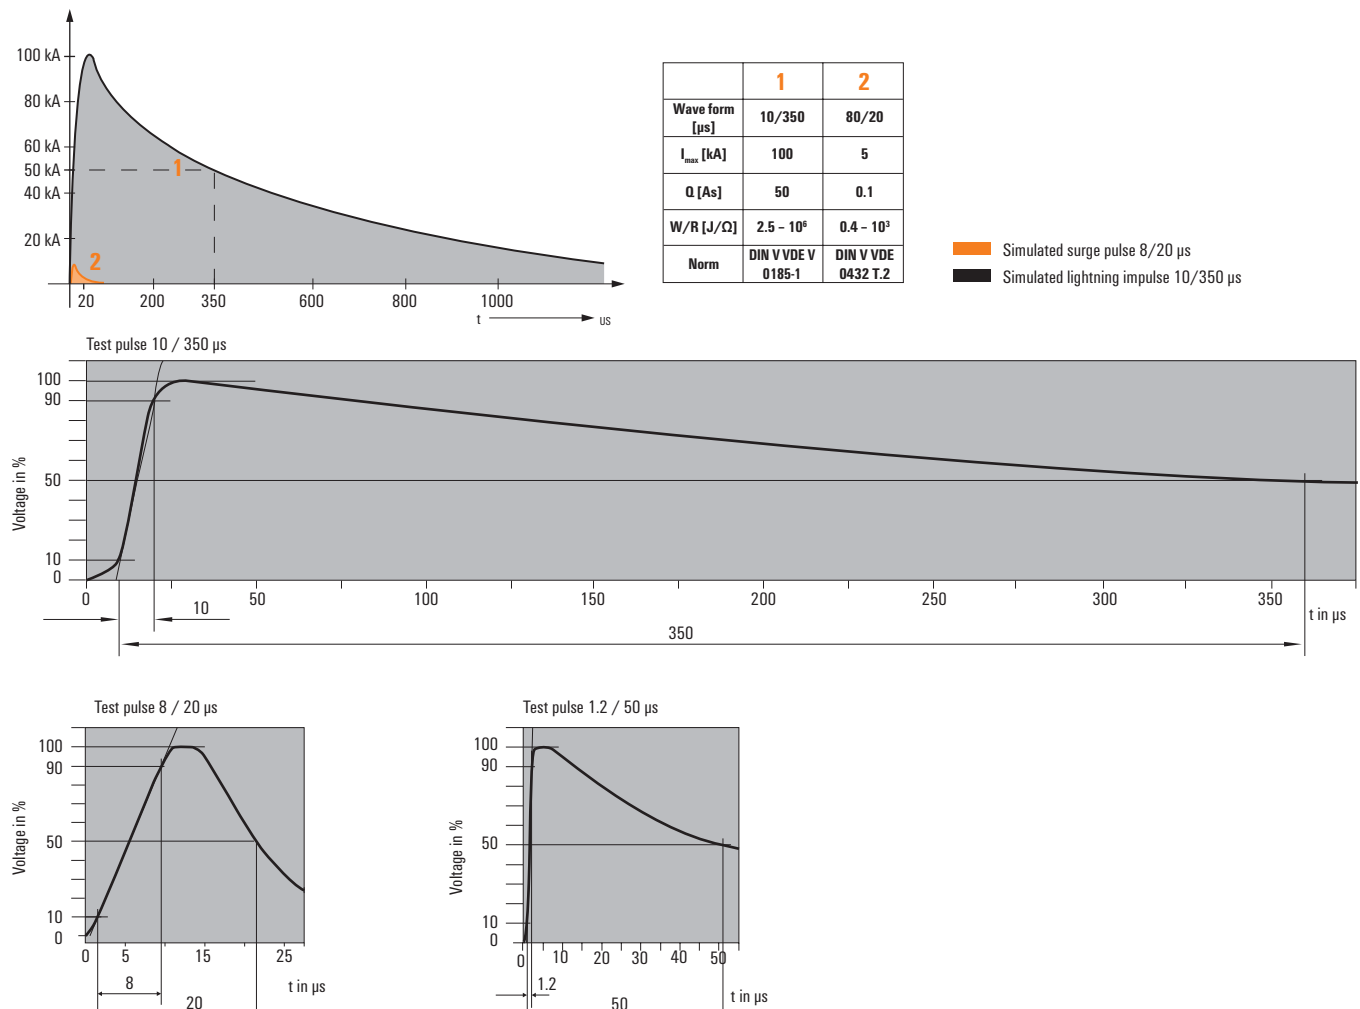 100 kA
80 kA
60 kA
50 kA
40 kA
20 kA
1
2
20 200 350 600 800 1000
t us
1 2
Wave form [µs] 10/350 80/20
Imax [kA] 100 5
Q [As] 50 0.1
W/R [J/Ω] 2.5 – 10⁶ 0.4 – 10³
Norm DIN V VDE V 0185-1 DIN V VDE 0432 T.2
Simulated surge pulse 8/20 µs
Simulated lightning impulse 10/350 µs
Test pulse 10 / 350 µs
Voltage in %
100
90
50
10
0
0 50 100 150 200 250 300 350
t in µs
10
350
Test pulse 8 / 20 µs
Voltage in %
100
90
50
10
0
0 5 15 25
t in µs
8
20
Test pulse 1.2 / 50 µs
Voltage in %
100
90
50
10
0
0 10 20 30 40 50
t in µs
1.2
50